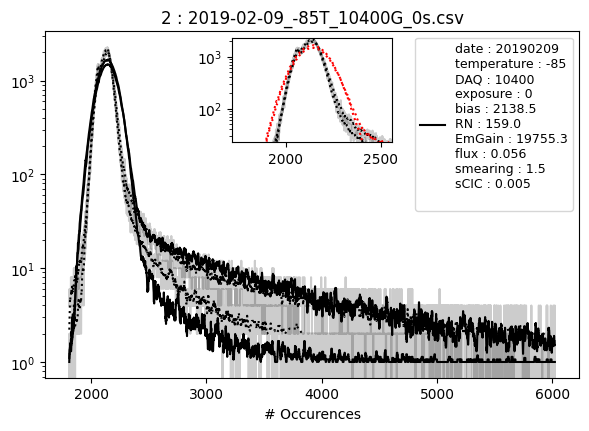 2 : 2019-02-09_-85T_10400G_0s.csv
date : 20190209
temperature : -85
DAQ : 10400
exposure : 0
bias : 2138.5
RN : 159.0
EmGain : 19755.3
flux : 0.056
smearing : 1.5
sCIC : 0.005
10³
10²
2000 2500
10³
10²
10¹
10⁰
2000 3000 4000 5000 6000
# Occurences